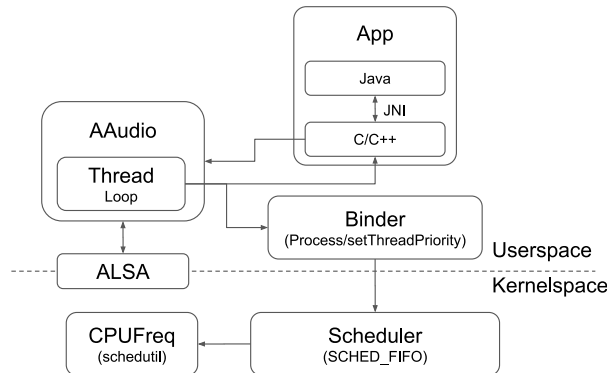 App
Java
JNI
C/C++
AAudio
Thread
Loop
Binder
(Process/setThreadPriority)
Userspace
ALSA
Kernelspace
CPUFreq
(schedutil)
Scheduler
(SCHED_FIFO)